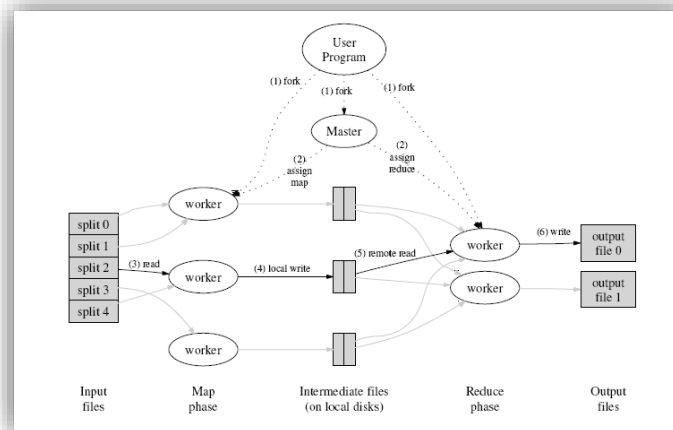 User
Program
(1) fork
(1) fork
(1) fork
Master
(2)
assign
map
(2)
assign
reduce
worker
split 0
split 1
split 2
split 3
split 4
(3) read
worker
(4) local write
(5) remote read
worker
(6) write
output
file 0
worker
output
file 1
worker
Input
files
Map
phase
Intermediate files
(on local disks)
Reduce
phase
Output
files